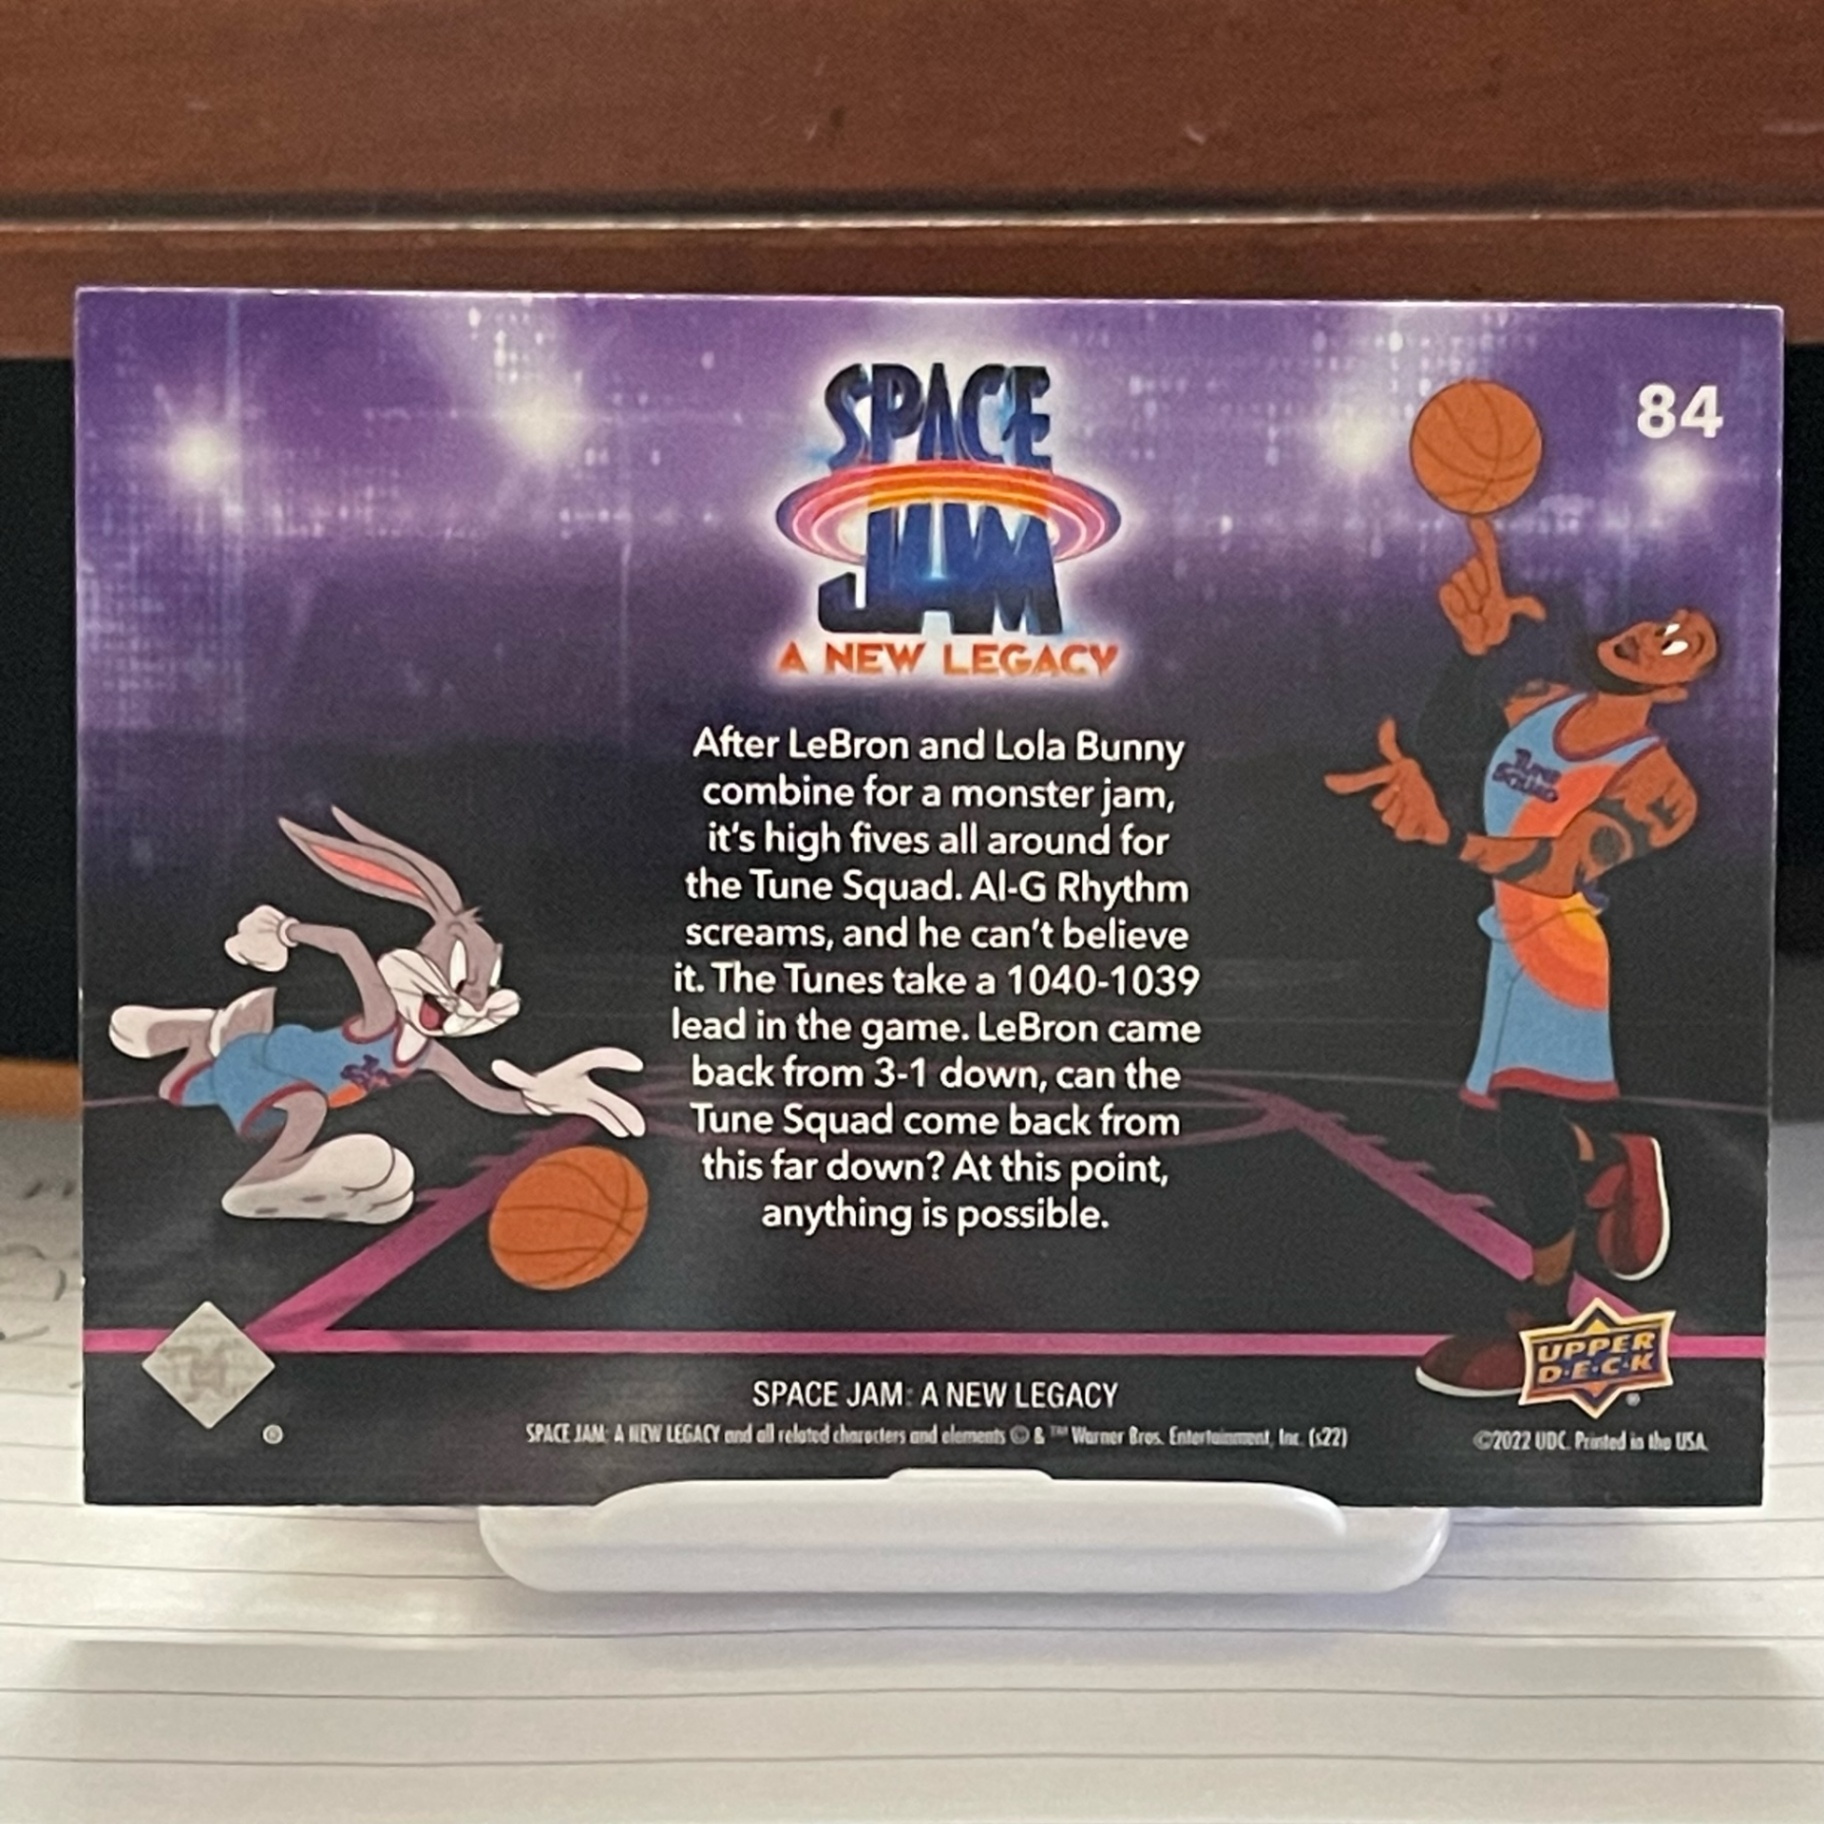 SPACE
JAM
A NEW LEGACY
84
After LeBron and Lola Bunny
combine for a monster jam,
it's high fives all around for
the Tune Squad. Al-G Rhythm
screams, and he can't believe
it. The Tunes take a 1040-1039
lead in the game. LeBron came
back from 3-1 down, can the
Tune Squad come back from
this far down? At this point,
anything is possible.
TUNE
SQUAD
UPPER
D·E·C·K
®
®
SPACE JAM: A NEW LEGACY
SPACE JAM: A NEW LEGACY and all related characters and elements © & ™ Warner Bros. Entertainment, Inc. (s22)
©2022 UDC. Printed in the USA.